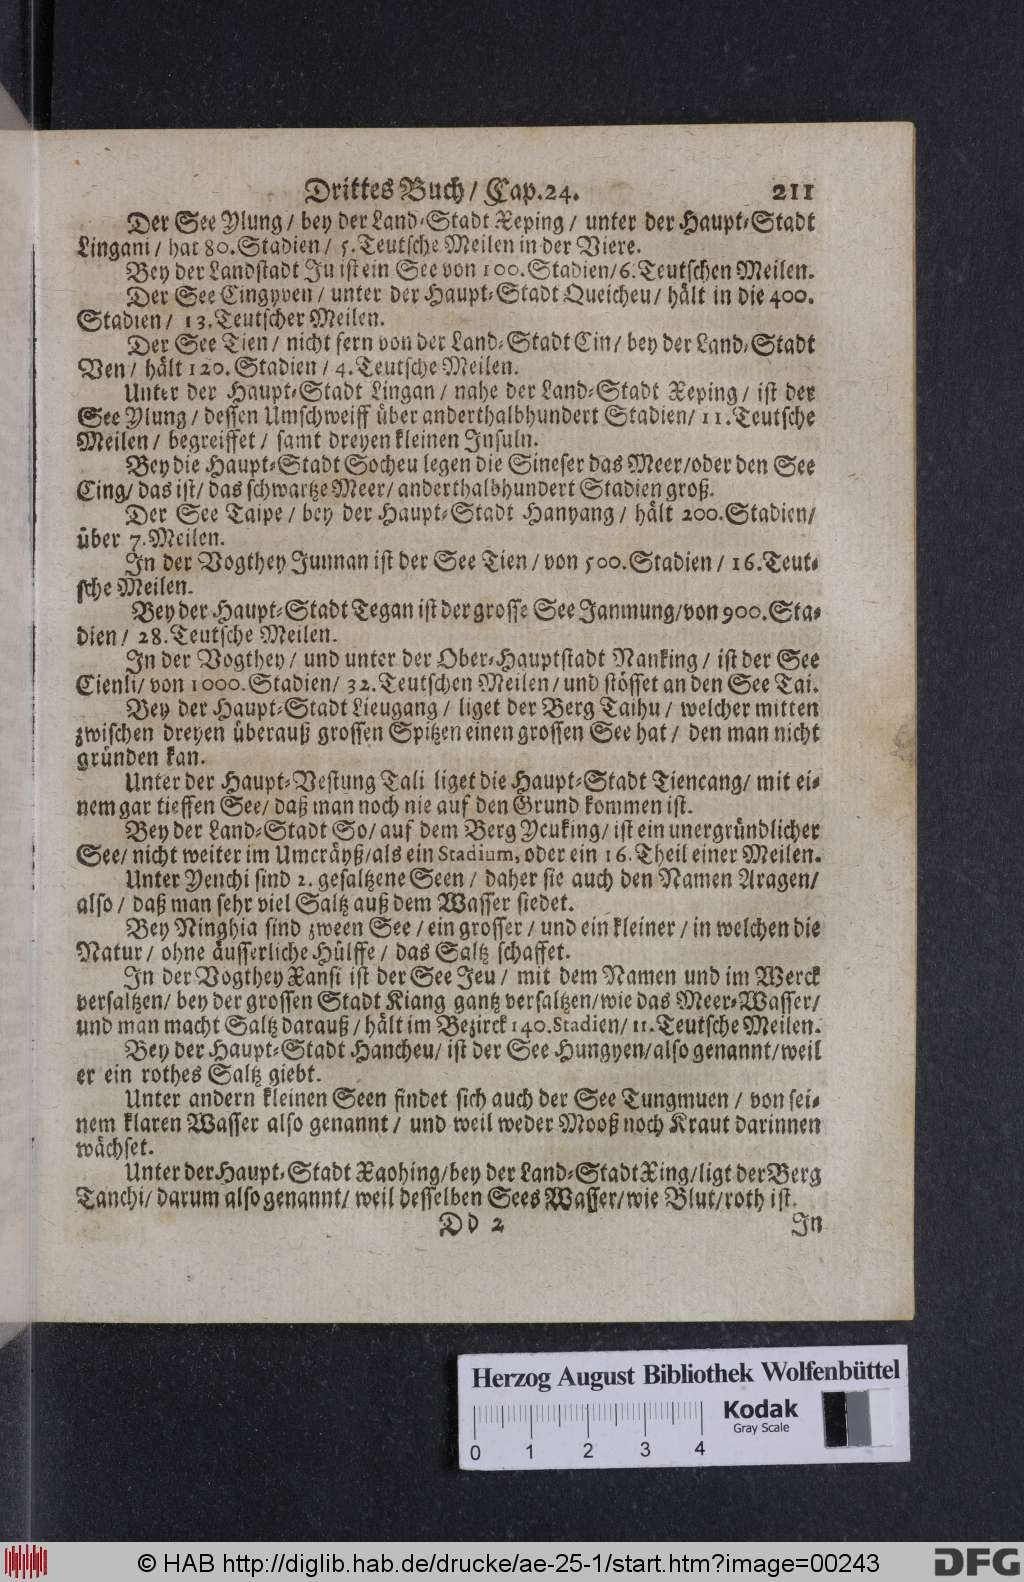 Drittes Buch / Cap. 24. 211
Der See Ylung / bey der Land-Stadt Xeping / unter der Haupt-Stadt
Lingani / hat 80. Stadien / 5. Teutsche Meilen in der Viere.
Bey der Landstadt Ju ist ein See von 100. Stadien / 6. Teutschen Meilen.
Der See Cingyven / unter der Haupt-Stadt Queicheu / hält in die 400.
Stadien / 13. Teutscher Meilen.
Der See Tien / nicht fern von der Land-Stadt Cin / bey der Land-Stadt
Ven / hält 120. Stadien / 4. Teutsche Meilen.
Unter der Haupt-Stadt Lingan / nahe der Land-Stadt Xeping / ist der
See Ylung / dessen Umschweiff über anderthalbhundert Stadien / 11. Teutsche
Meilen / begreiffet / samt dreyen kleinen Insuln.
Bey die Haupt-Stadt Socheu legen die Sineser das Meer / oder den See
Cing / das ist / das schwartze Meer / anderthalbhundert Stadien groß.
Der See Taipe / bey der Haupt-Stadt Hanyang / hält 200. Stadien /
über 7. Meilen.
In der Vogthey Junnan ist der See Tien / von 500. Stadien / 16. Teut-
sche Meilen.
Bey der Haupt-Stadt Tegan ist der grosse See Janmung / von 900. Sta-
dien / 28. Teutsche Meilen.
In der Vogthey / und unter der Ober-Hauptstadt Nanking / ist der See
Cienli / von 1000. Stadien / 32. Teutschen Meilen / und stösset an den See Tai.
Bey der Haupt-Stadt Lieugang / liget der Berg Taihu / welcher mitten
zwischen dreyen überauß grossen Spitzen einen grossen See hat / den man nicht
gründen kan.
Unter der Haupt-Vestung Tali liget die Haupt-Stadt Tiencang / mit ei-
nem gar tieffen See / daß man noch nie auf den Grund kommen ist.
Bey der Land-Stadt So / auf dem Berg Yeuking / ist ein unergründlicher
See / nicht weiter im Umcräyß / als ein Stadium, oder ein 16. Theil einer Meilen.
Unter Yenchi sind 2. gesaltzene Seen / daher sie auch den Namen Aragen /
also / daß man sehr viel Saltz auß dem Wasser siedet.
Bey Ninghia sind zween See / ein grosser / und ein kleiner / in welchen die
Natur / ohne äusserliche Hülffe / das Saltz schaffet.
In der Vogthey Xansi ist der See Jeu / mit dem Namen und im Werck
versaltzen / bey der grossen Stadt Kiang gantz versaltzen / wie das Meer-Wasser /
und man macht Saltz darauß / hält im Bezirck 140. Stadien / 11. Teutsche Meilen.
Bey der Haupt-Stadt Hancheu / ist der See Hungyen / also genannt / weil
er ein rothes Saltz giebt.
Unter andern kleinen Seen findet sich auch der See Tungmuen / von sei-
nem klaren Wasser also genannt / und weil weder Mooß noch Kraut darinnen
wächset.
Unter der Haupt-Stadt Xaohing / bey der Land-Stadt Xing / ligt der Berg
Tanchi / darum also genannt / weil desselben Sees Wasser / wie Blut / roth ist.
Dd 2 In
Herzog August Bibliothek Wolfenbüttel
Kodak
Gray Scale
0 1 2 3 4
© HAB http://diglib.hab.de/drucke/ae-25-1/start.htm?image=00243
DFG